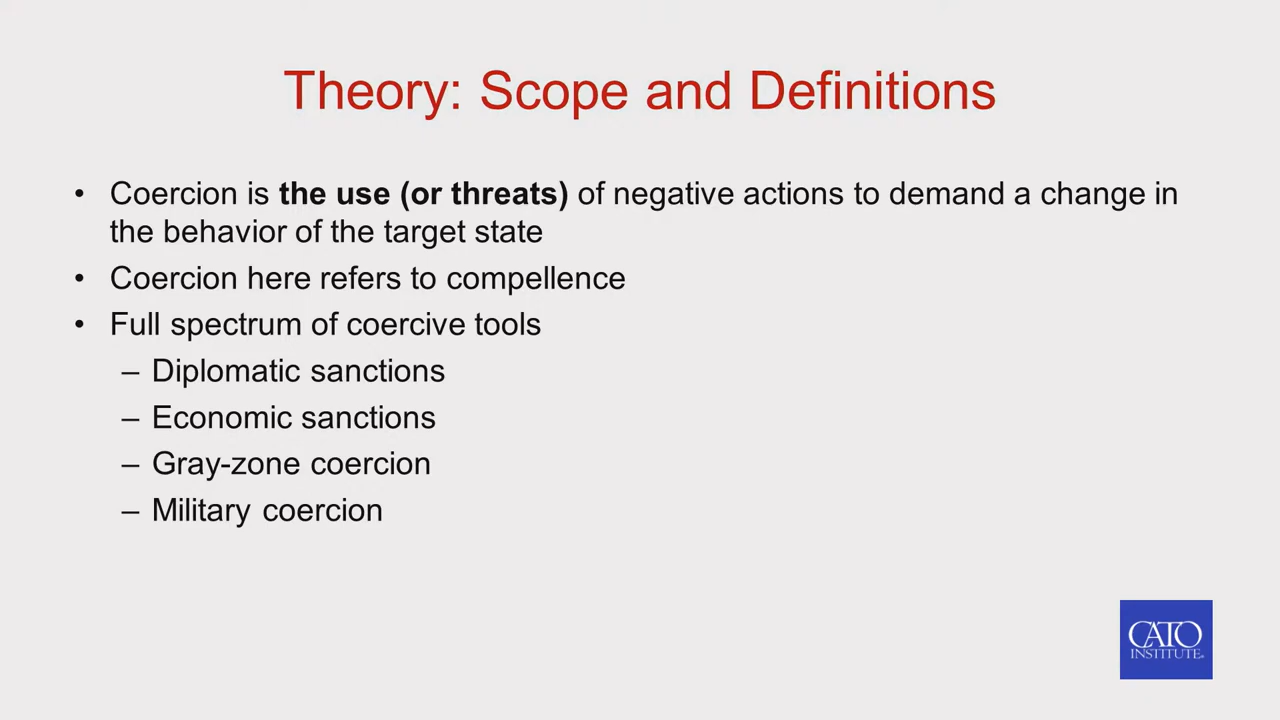 Theory: Scope and Definitions
• Coercion is the use (or threats) of negative actions to demand a change in
the behavior of the target state
• Coercion here refers to compellence
• Full spectrum of coercive tools
– Diplomatic sanctions
– Economic sanctions
– Gray-zone coercion
– Military coercion
CATO
INSTITUTE